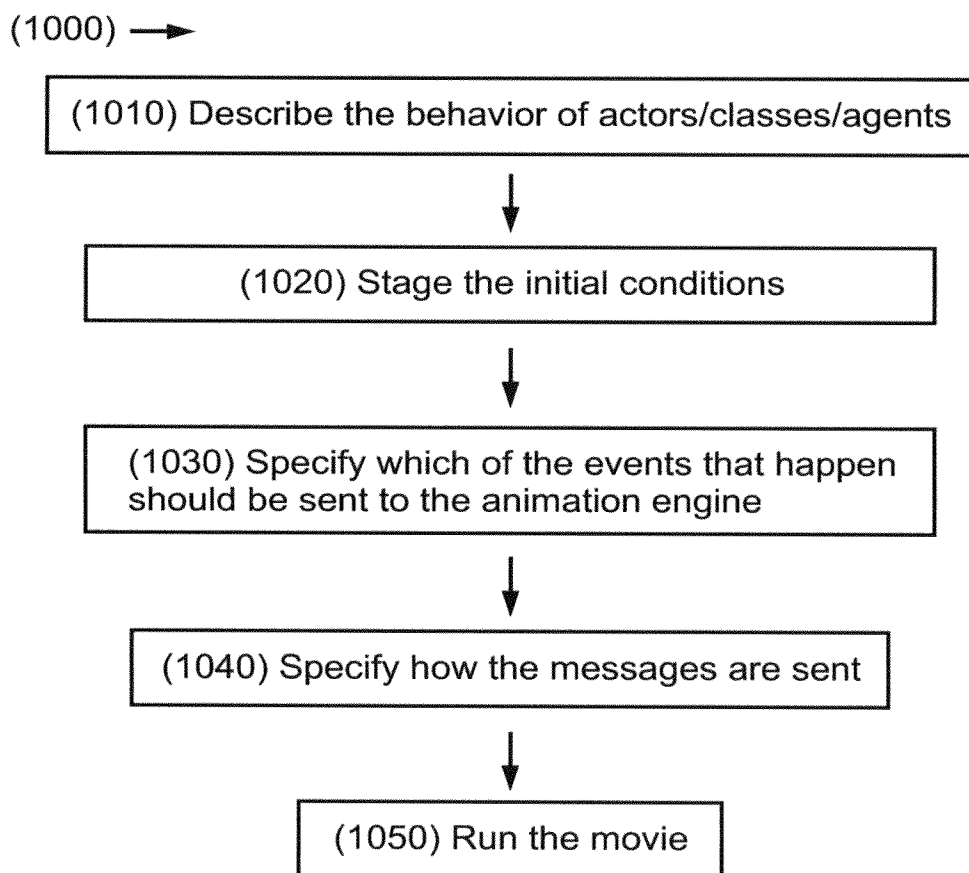 (1000)
(1010) Describe the behavior of actors/classes/agents
(1020) Stage the initial conditions
(1030) Specify which of the events that happen
should be sent to the animation engine
(1040) Specify how the messages are sent
(1050) Run the movie